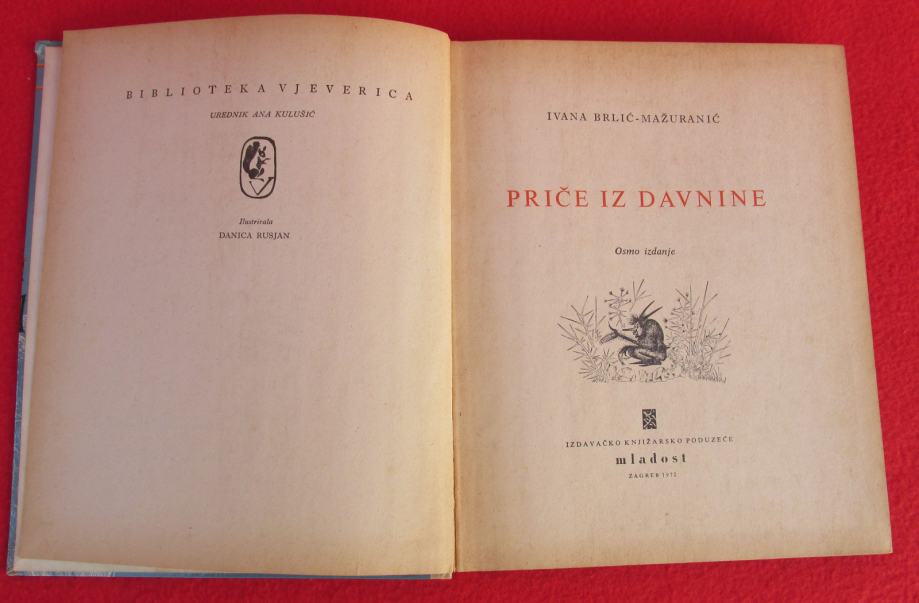 BIBLIOTEKA VJEVERICA
UREDNIK ANA KULUŠIĆ
Ilustrirala
DANICA RUSJAN
IVANA BRLIĆ-MAŽURANIĆ
PRIČE IZ DAVNINE
Osmo izdanje
IZDAVAČKO KNJIŽARSKO PODUZEĆE
mladost
ZAGREB 1972